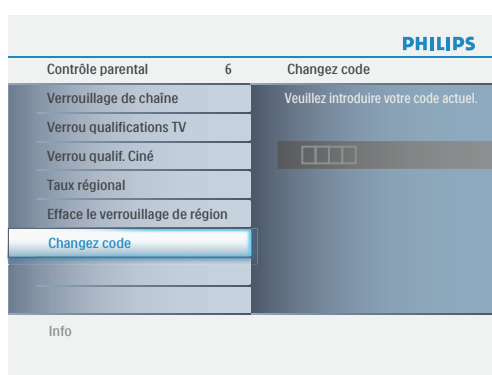 PHILIPS
Contrôle parental 6 Changez code
Verrouillage de chaîne
Veuillez introduire votre code actuel.
Verrou qualifications TV
Verrou qualif. Ciné
Taux régional
Efface le verrouillage de région
Changez code
Info